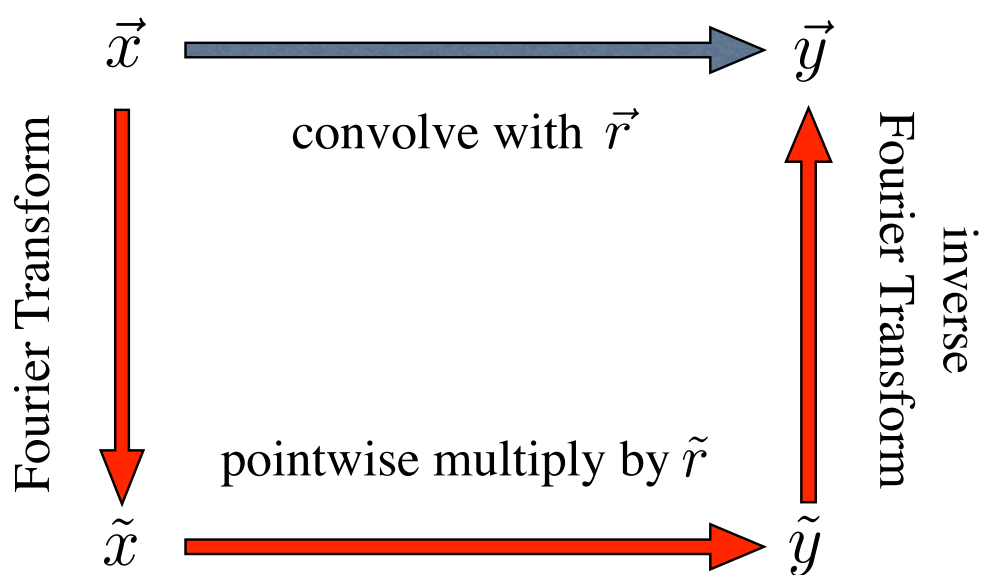 x⃗
y⃗
convolve with r⃗
Fourier Transform
inverse
Fourier Transform
pointwise multiply by r̃
x̃
ỹ